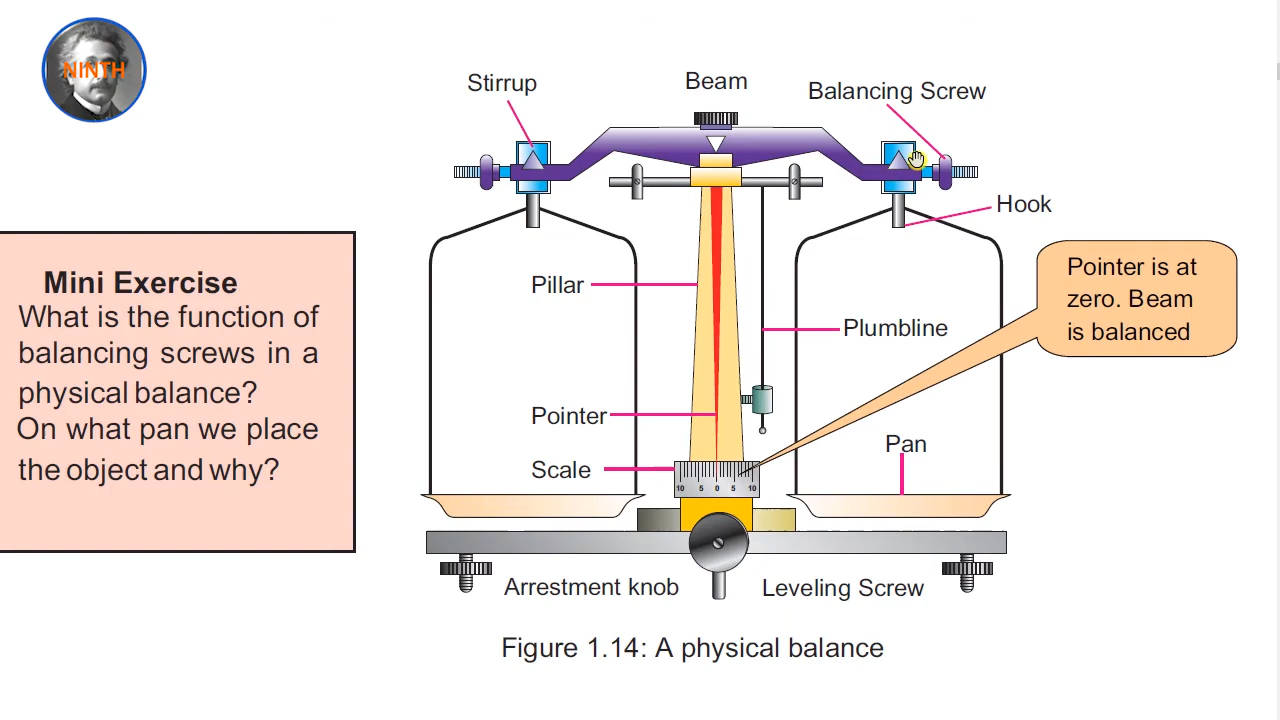 NINTH
Stirrup
Beam
Balancing Screw
Hook
Mini Exercise
What is the function of
balancing screws in a
physical balance?
On what pan we place
the object and why?
Pillar
Plumbline
Pointer is at
zero. Beam
is balanced
Pointer
Scale
Pan
10 5 0 5 10
Arrestment knob
Leveling Screw
Figure 1.14: A physical balance